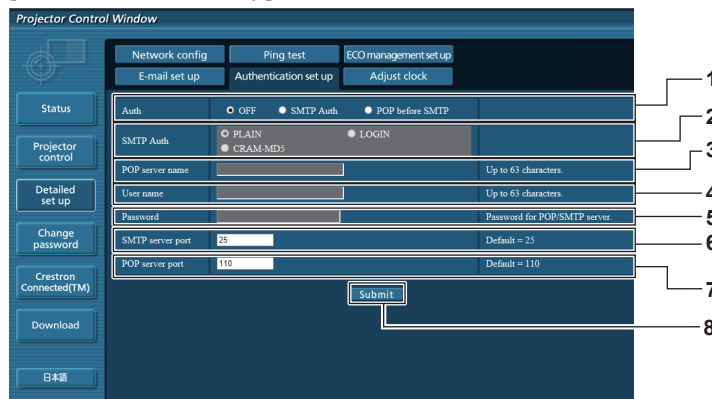 Projector Control Window
Network config
Ping test
ECO management set up
E-mail set up
Authentication set up
Adjust clock
Status
Projector
control
Detailed
set up
Change
password
Crestron
Connected(TM)
Download
日本語
Auth
OFF
SMTP Auth
POP before SMTP
SMTP Auth
PLAIN
LOGIN
CRAM-MD5
POP server name
Up to 63 characters.
User name
Up to 63 characters.
Password
Password for POP/SMTP server.
SMTP server port
25
Default = 25
POP server port
110
Default = 110
Submit
1
2
3
4
5
6
7
8